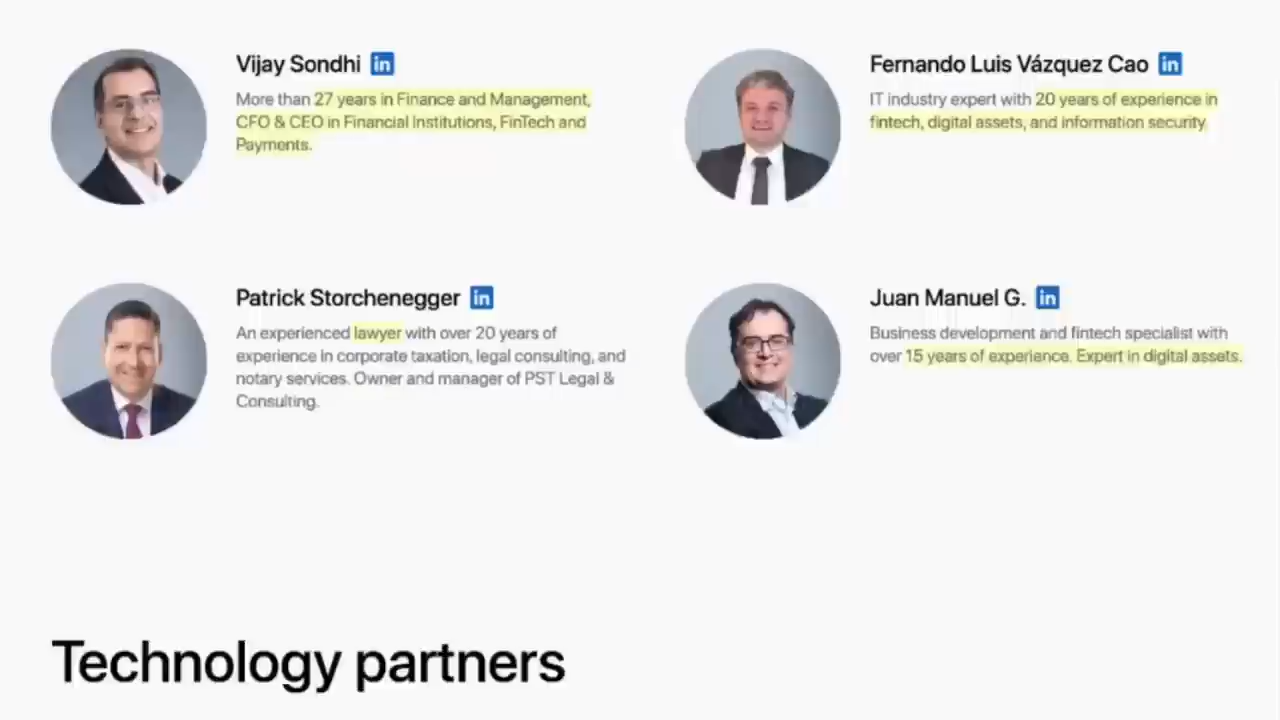 Vijay Sondhi in
More than 27 years in Finance and Management,
CFO & CEO in Financial Institutions, FinTech and
Payments.
Fernando Luis Vázquez Cao in
IT industry expert with 20 years of experience in
fintech, digital assets, and information security.
Patrick Storchenegger in
An experienced lawyer with over 20 years of
experience in corporate taxation, legal consulting, and
notary services. Owner and manager of PST Legal &
Consulting.
Juan Manuel G. in
Business development and fintech specialist with
over 15 years of experience. Expert in digital assets.
Technology partners